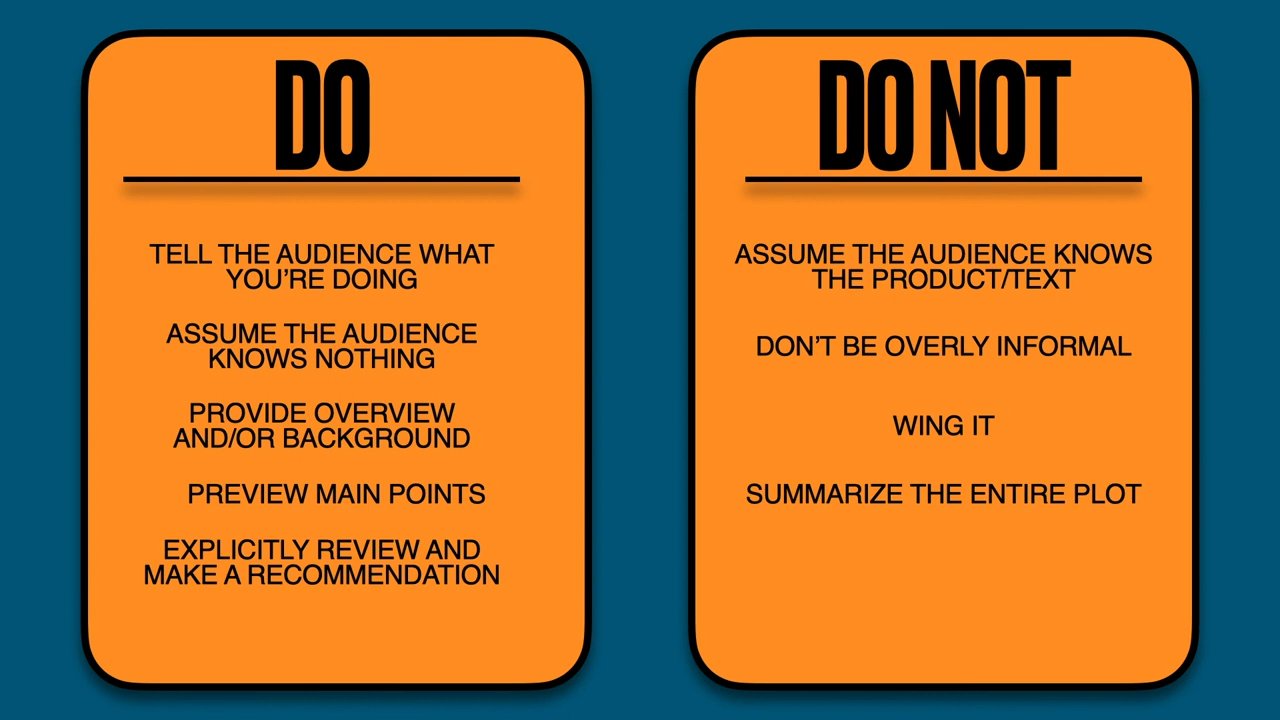 DO
TELL THE AUDIENCE WHAT
YOU'RE DOING
ASSUME THE AUDIENCE
KNOWS NOTHING
PROVIDE OVERVIEW
AND/OR BACKGROUND
PREVIEW MAIN POINTS
EXPLICITLY REVIEW AND
MAKE A RECOMMENDATION
DO NOT
ASSUME THE AUDIENCE KNOWS
THE PRODUCT/TEXT
DON'T BE OVERLY INFORMAL
WING IT
SUMMARIZE THE ENTIRE PLOT